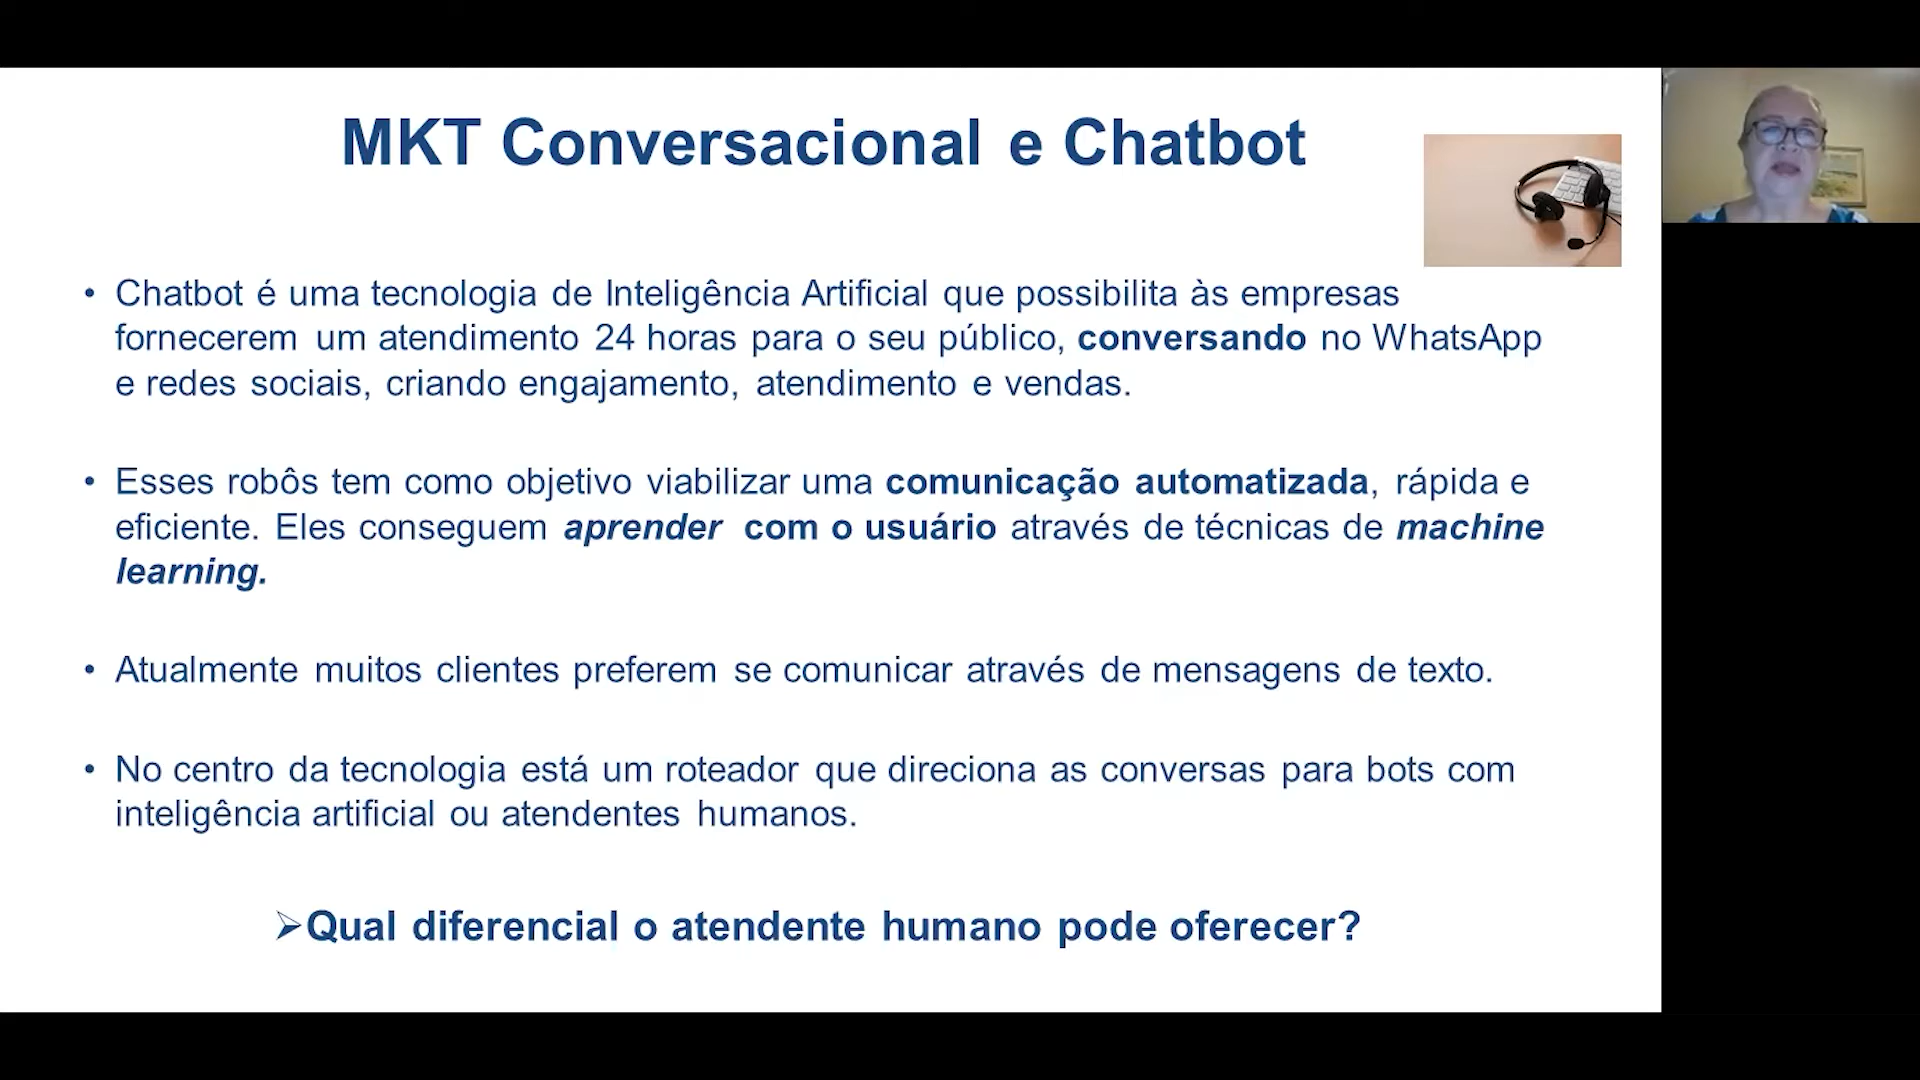 MKT Conversacional e Chatbot
• Chatbot é uma tecnologia de Inteligência Artificial que possibilita às empresas
fornecerem um atendimento 24 horas para o seu público, conversando no WhatsApp
e redes sociais, criando engajamento, atendimento e vendas.
• Esses robôs tem como objetivo viabilizar uma comunicação automatizada, rápida e
eficiente. Eles conseguem aprender com o usuário através de técnicas de machine
learning.
• Atualmente muitos clientes preferem se comunicar através de mensagens de texto.
• No centro da tecnologia está um roteador que direciona as conversas para bots com
inteligência artificial ou atendentes humanos.
➢Qual diferencial o atendente humano pode oferecer?